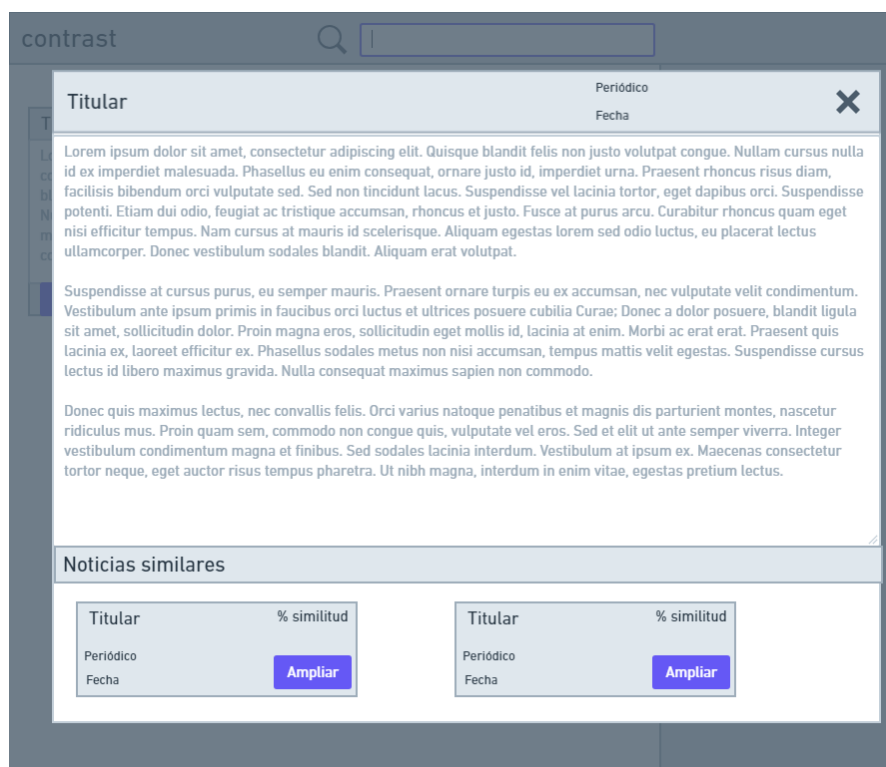 contrast
Titular
Periódico
Fecha
Lorem ipsum dolor sit amet, consectetur adipiscing elit. Quisque blandit felis non justo volutpat congue. Nullam cursus nulla
id ex imperdiet malesuada. Phasellus eu enim consequat, ornare justo id, imperdiet urna. Praesent rhoncus risus diam,
facilisis bibendum orci vulputate sed. Sed non tincidunt lacus. Suspendisse vel lacinia tortor, eget dapibus orci. Suspendisse
potenti. Etiam dui odio, feugiat ac tristique accumsan, rhoncus et justo. Fusce at purus arcu. Curabitur rhoncus quam eget
nisi efficitur tempus. Nam cursus at mauris id scelerisque. Aliquam egestas lorem sed odio luctus, eu placerat lectus
ullamcorper. Donec vestibulum sodales blandit. Aliquam erat volutpat.
Suspendisse at cursus purus, eu semper mauris. Praesent ornare turpis eu ex accumsan, nec vulputate velit condimentum.
Vestibulum ante ipsum primis in faucibus orci luctus et ultrices posuere cubilia Curae; Donec a dolor posuere, blandit ligula
sit amet, sollicitudin dolor. Proin magna eros, sollicitudin eget mollis id, lacinia at enim. Morbi ac erat erat. Praesent quis
lacinia ex, laoreet efficitur ex. Phasellus sodales metus non nisi accumsan, tempus mattis velit egestas. Suspendisse cursus
lectus id libero maximus gravida. Nulla consequat maximus sapien non commodo.
Donec quis maximus lectus, nec convallis felis. Orci varius natoque penatibus et magnis dis parturient montes, nascetur
ridiculus mus. Proin quam sem, commodo non congue quis, vulputate vel eros. Sed et elit ut ante semper viverra. Integer
vestibulum condimentum magna et finibus. Sed sodales lacinia interdum. Vestibulum at ipsum ex. Maecenas consectetur
tortor neque, eget auctor risus tempus pharetra. Ut nibh magna, interdum in enim vitae, egestas pretium lectus.
Noticias similares
Titular % similitud
Periódico
Fecha
Ampliar
Titular % similitud
Periódico
Fecha
Ampliar